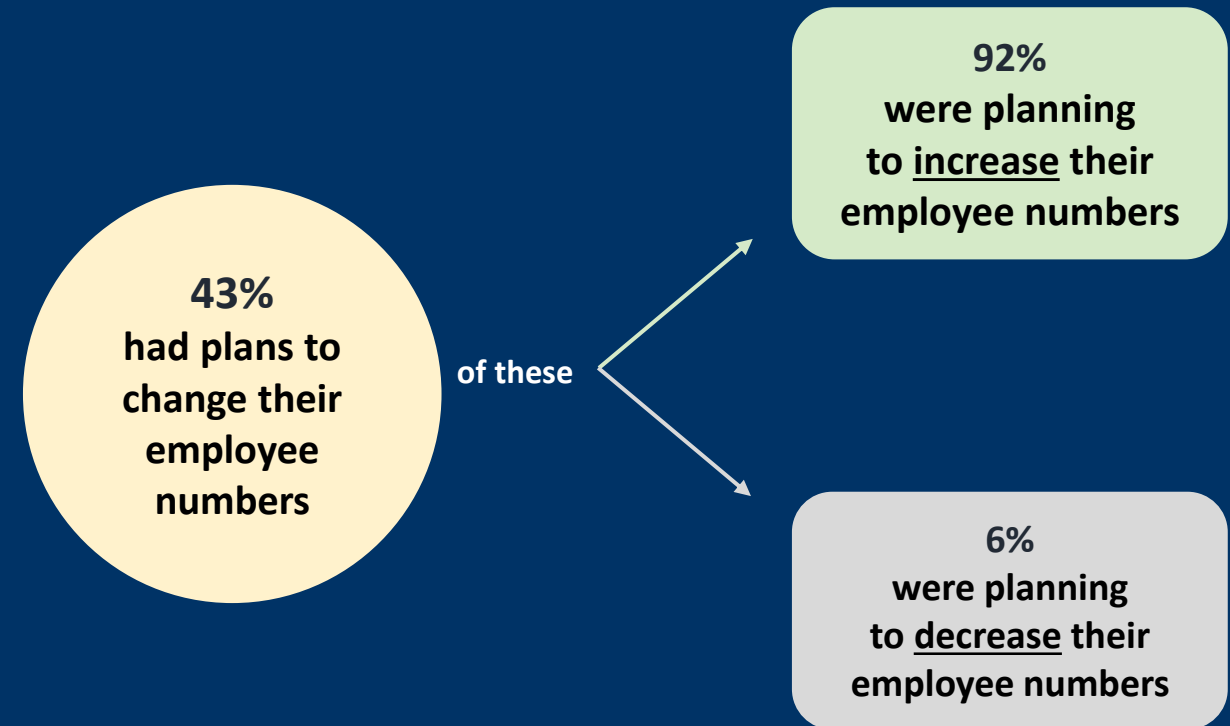 43%
had plans to
change their
employee
numbers
of these
92%
were planning
to increase their
employee numbers
6%
were planning
to decrease their
employee numbers